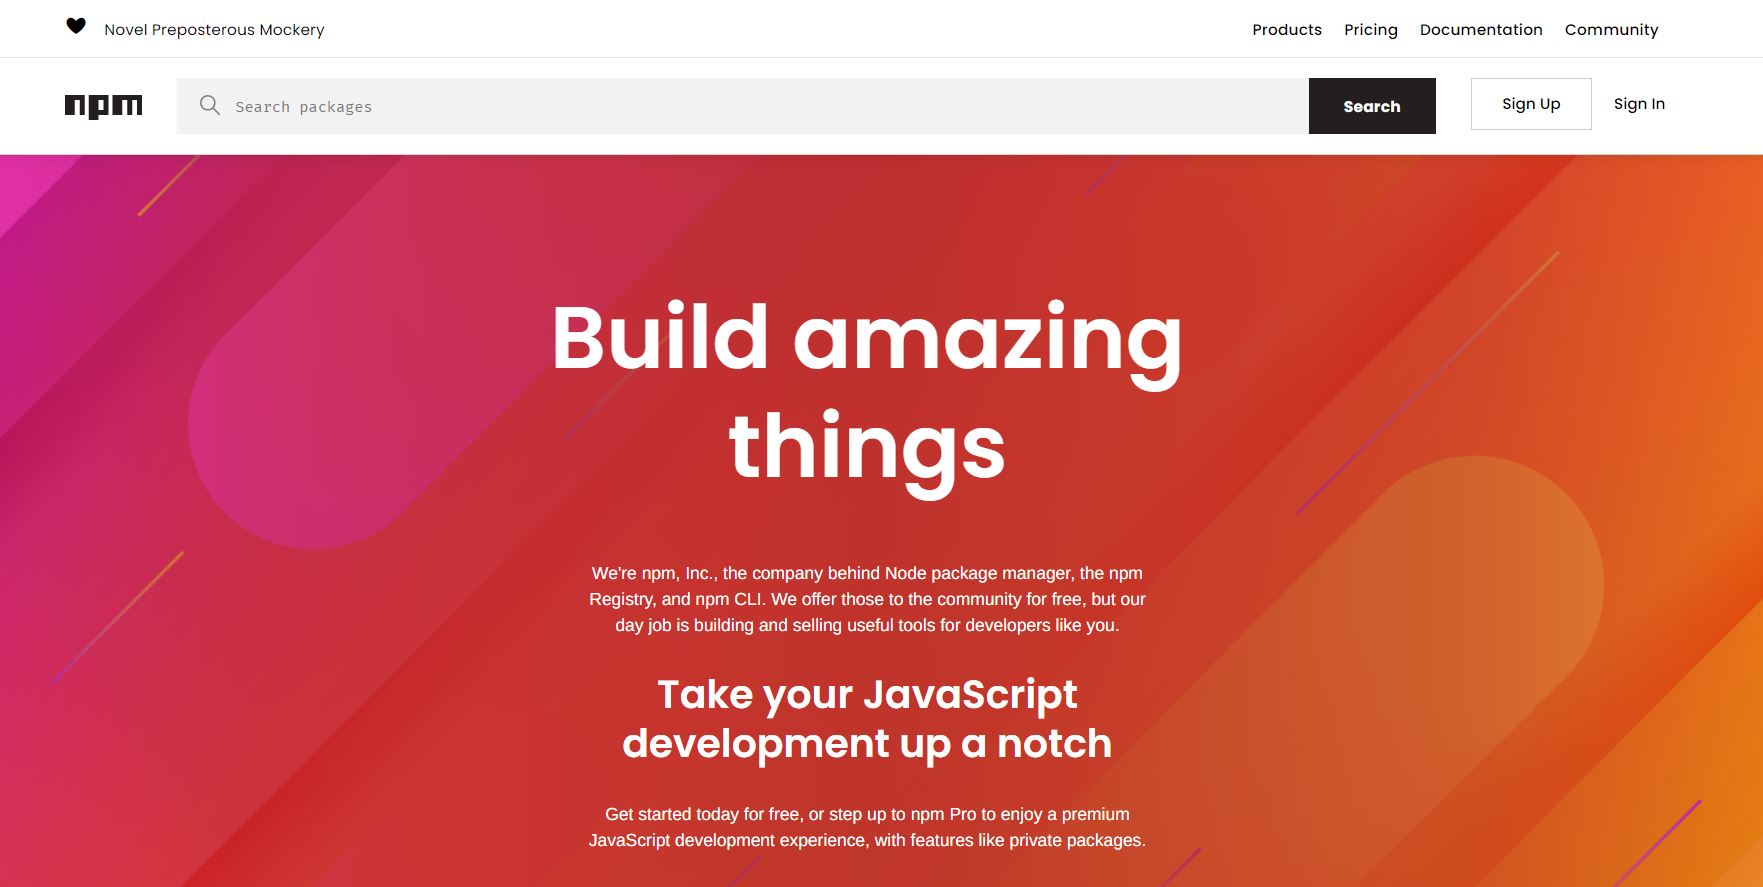 Novel Preposterous Mockery
Products Pricing Documentation Community
npm
Search packages
Search
Sign Up
Sign In
Build amazing
things
We're npm, Inc., the company behind Node package manager, the npm
Registry, and npm CLI. We offer those to the community for free, but our
day job is building and selling useful tools for developers like you.
Take your JavaScript
development up a notch
Get started today for free, or step up to npm Pro to enjoy a premium
JavaScript development experience, with features like private packages.